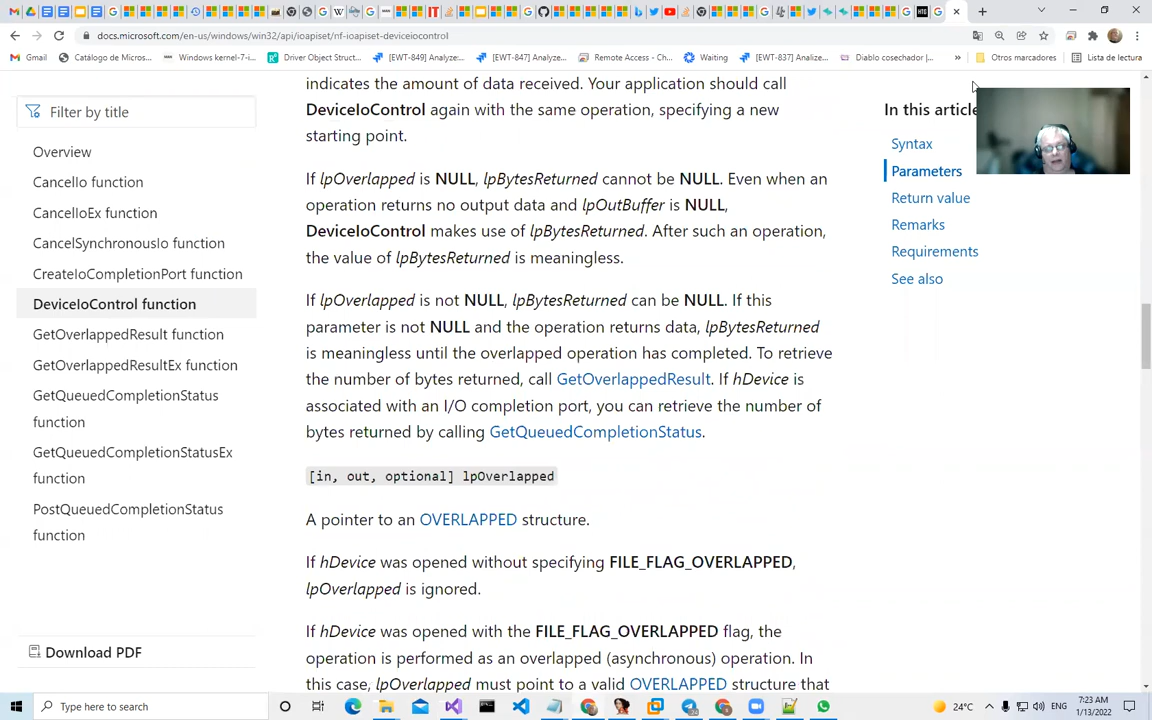 docs.microsoft.com/en-us/windows/win32/api/ioapiset/nf-ioapiset-deviceiocontrol
Gmail
Catálogo de Micros...
Windows kernel-7-i...
Driver Object Struct...
[EWT-849] Analyze:...
[EWT-847] Analyze:...
Remote Access - Ch...
Waiting
[EWT-837] Analize...
Diablo cosechador |...
»
Otros marcadores
Lista de lectura
Filter by title
Overview
CancelIo function
CancelIoEx function
CancelSynchronousIo function
CreateIoCompletionPort function
DeviceIoControl function
GetOverlappedResult function
GetOverlappedResultEx function
GetQueuedCompletionStatus
function
GetQueuedCompletionStatusEx
function
PostQueuedCompletionStatus
function
Download PDF
indicates the amount of data received. Your application should call
DeviceIoControl again with the same operation, specifying a new
starting point.
If lpOverlapped is NULL, lpBytesReturned cannot be NULL. Even when an
operation returns no output data and lpOutBuffer is NULL,
DeviceIoControl makes use of lpBytesReturned. After such an operation,
the value of lpBytesReturned is meaningless.
If lpOverlapped is not NULL, lpBytesReturned can be NULL. If this
parameter is not NULL and the operation returns data, lpBytesReturned
is meaningless until the overlapped operation has completed. To retrieve
the number of bytes returned, call GetOverlappedResult. If hDevice is
associated with an I/O completion port, you can retrieve the number of
bytes returned by calling GetQueuedCompletionStatus.
[in, out, optional] lpOverlapped
A pointer to an OVERLAPPED structure.
If hDevice was opened without specifying FILE_FLAG_OVERLAPPED,
lpOverlapped is ignored.
If hDevice was opened with the FILE_FLAG_OVERLAPPED flag, the
operation is performed as an overlapped (asynchronous) operation. In
this case, lpOverlapped must point to a valid OVERLAPPED structure that
In this article
Syntax
Parameters
Return value
Remarks
Requirements
See also
Type here to search
24°C
ENG
7:23 AM
1/13/2022